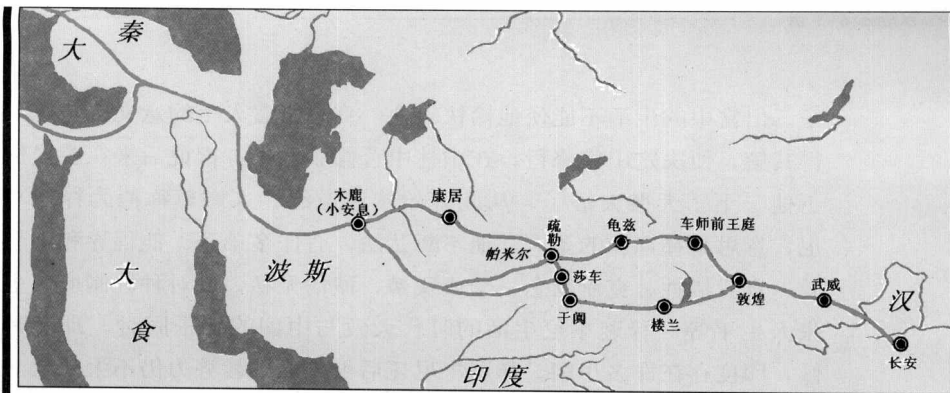 大秦
木鹿
（小安息）
康居
疏勒
龟兹
车师前王庭
帕米尔
莎车
于阗
楼兰
敦煌
武威
汉
长安
波斯
大食
印度